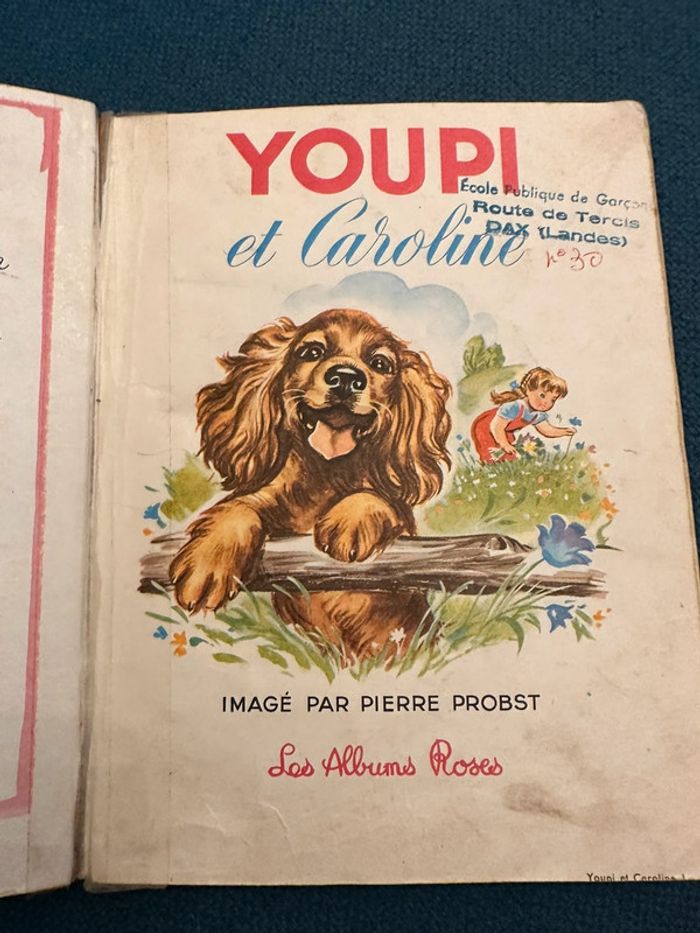 YOUPI
École Publique de Garçon
Route de Tercis
DAX (Landes)
et Caroline
n° 30
IMAGÉ PAR PIERRE PROBST
Les Albums Roses
Youpi et Caroline